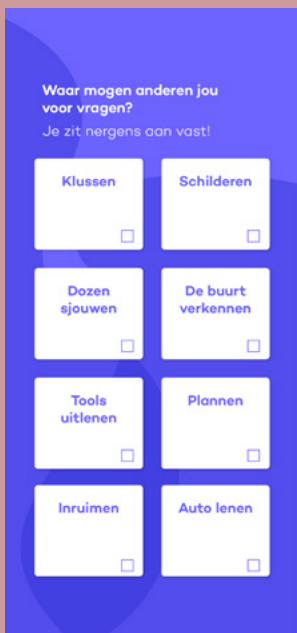 Waar mogen anderen jou
voor vragen?
Je zit nergens aan vast!
Klussen
Schilderen
Dozen
sjouwen
De buurt
verkennen
Tools
uitlenen
Plannen
Inruimen
Auto lenen